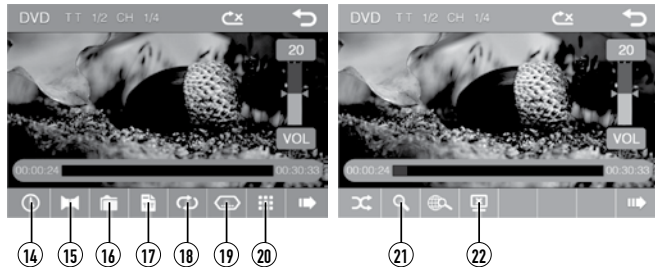 DVD TT 1/2 CH 1/4
20
VOL
00:00:24 00:30:33
14 15 16 17 18 19 20
DVD TT 1/2 CH 1/4
20
VOL
00:00:24 00:30:33
21 22